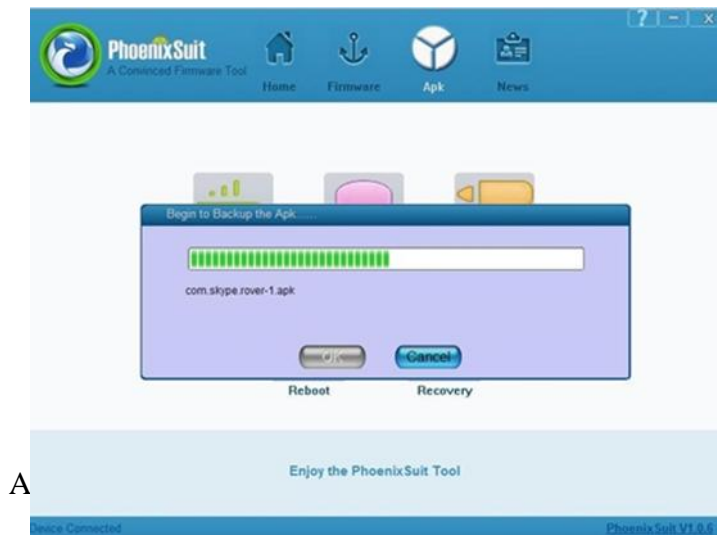 ? - x
PhoenixSuit
A Convinced Firmware Tool
Home Firmware Apk News
Begin to Backup the Apk......
com.skype.rover-1.apk
OK Cancel
Reboot Recovery
Enjoy the PhoenixSuit Tool
A
Device Connected PhoenixSuit V1.0.6